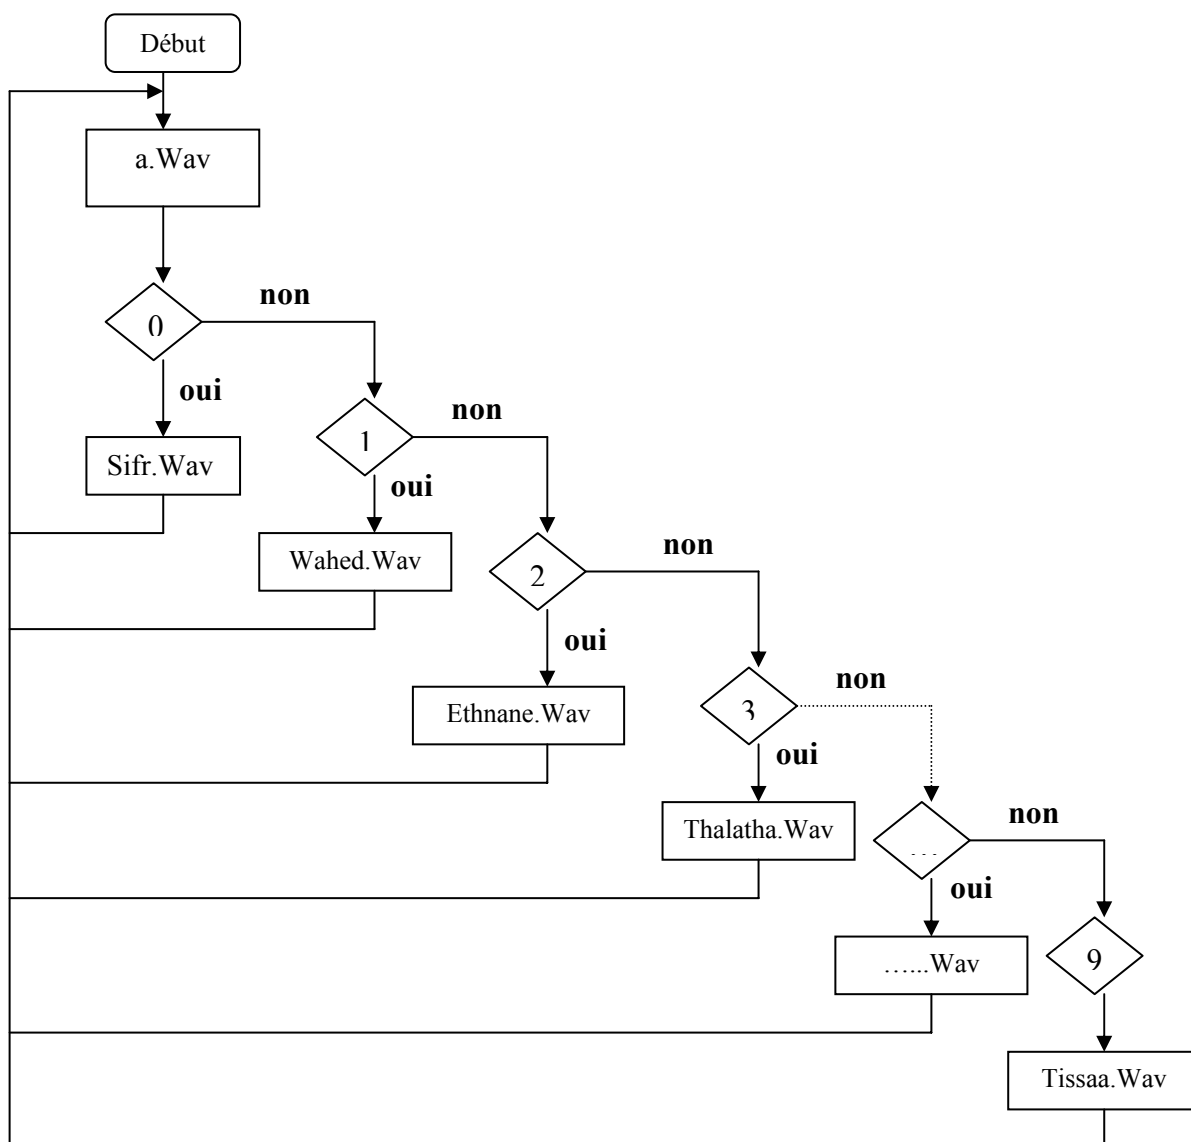 Début
a.Wav
0
non
oui
Sifr.Wav
1
non
oui
Wahed.Wav
2
non
oui
Ethnane.Wav
3
non
oui
Thalatha.Wav
...
non
oui
…...Wav
9
Tissaa.Wav